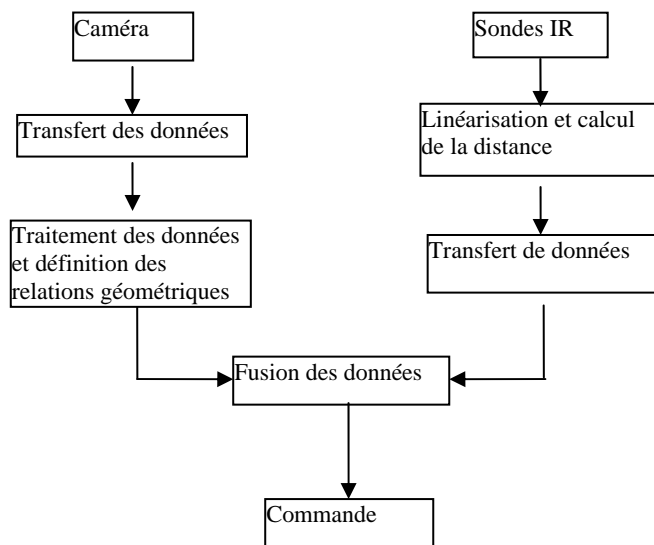 Caméra
Sondes IR
Transfert des données
Linéarisation et calcul
de la distance
Traitement des données
et définition des
relations géométriques
Transfert de données
Fusion des données
Commande